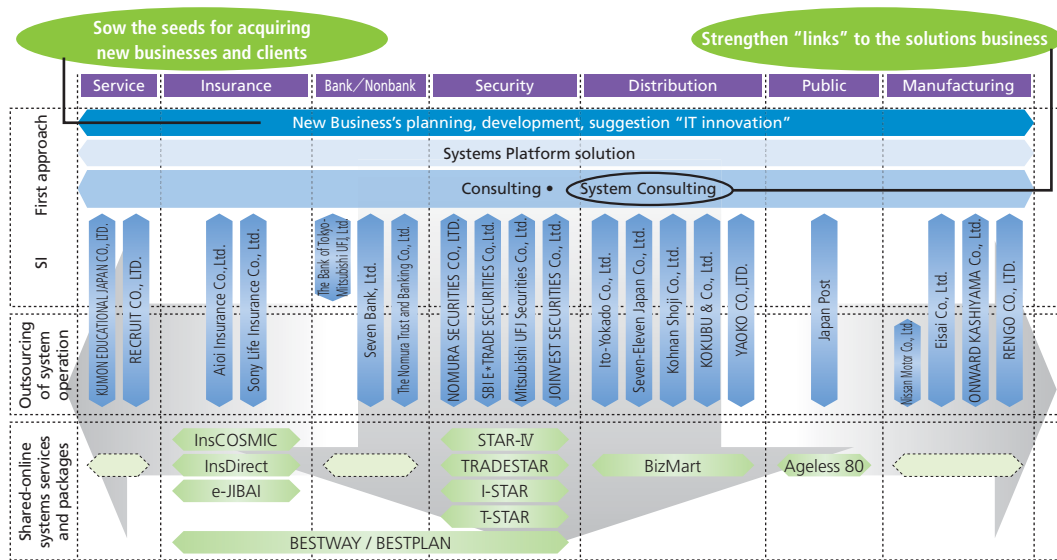 Sow the seeds for acquiring
new businesses and clients
Strengthen “links” to the solutions business
Service
Insurance
Bank／Nonbank
Security
Distribution
Public
Manufacturing
First approach
New Business’s planning, development, suggestion “IT innovation”
Systems Platform solution
Consulting • System Consulting
SI
KUMON EDUCATIONAL JAPAN CO., lTD.
RECRUIT CO., LTD.
Aioi Insurance Co.,Ltd.
Sony Life Insurance Co., Ltd.
The Bank of Tokyo-
Mitsubishi UFJ, Ltd.
Seven Bank, Ltd.
The Nomura Trust and Banking Co., Ltd.
NOMURA SECURITIES CO., LTD.
SBI E*TRADE SECURITIES Co., Ltd.
Mitsubishi UFJ Securities Co., Ltd.
JOINVEST SECURITIES CO., Ltd.
Ito-Yokado Co., Ltd.
Seven-Eleven Japan Co., Ltd.
Kohnan Shoji Co., Ltd.
KOKUBU & Co., Ltd.
YAOKO CO.,LTD.
Japan Post
Nissan Motor Co., Ltd.
Eisai Co., Ltd.
ONWARD KASHIYAMA Co., Ltd.
RENGO CO., LTD.
Outsourcing
of system
operation
Shared-online
systems services
and packages
InsCOSMIC
InsDirect
e-JIBAI
STAR-Ⅳ
TRADESTAR
I-STAR
T-STAR
BizMart
Ageless 80
BESTWAY / BESTPLAN